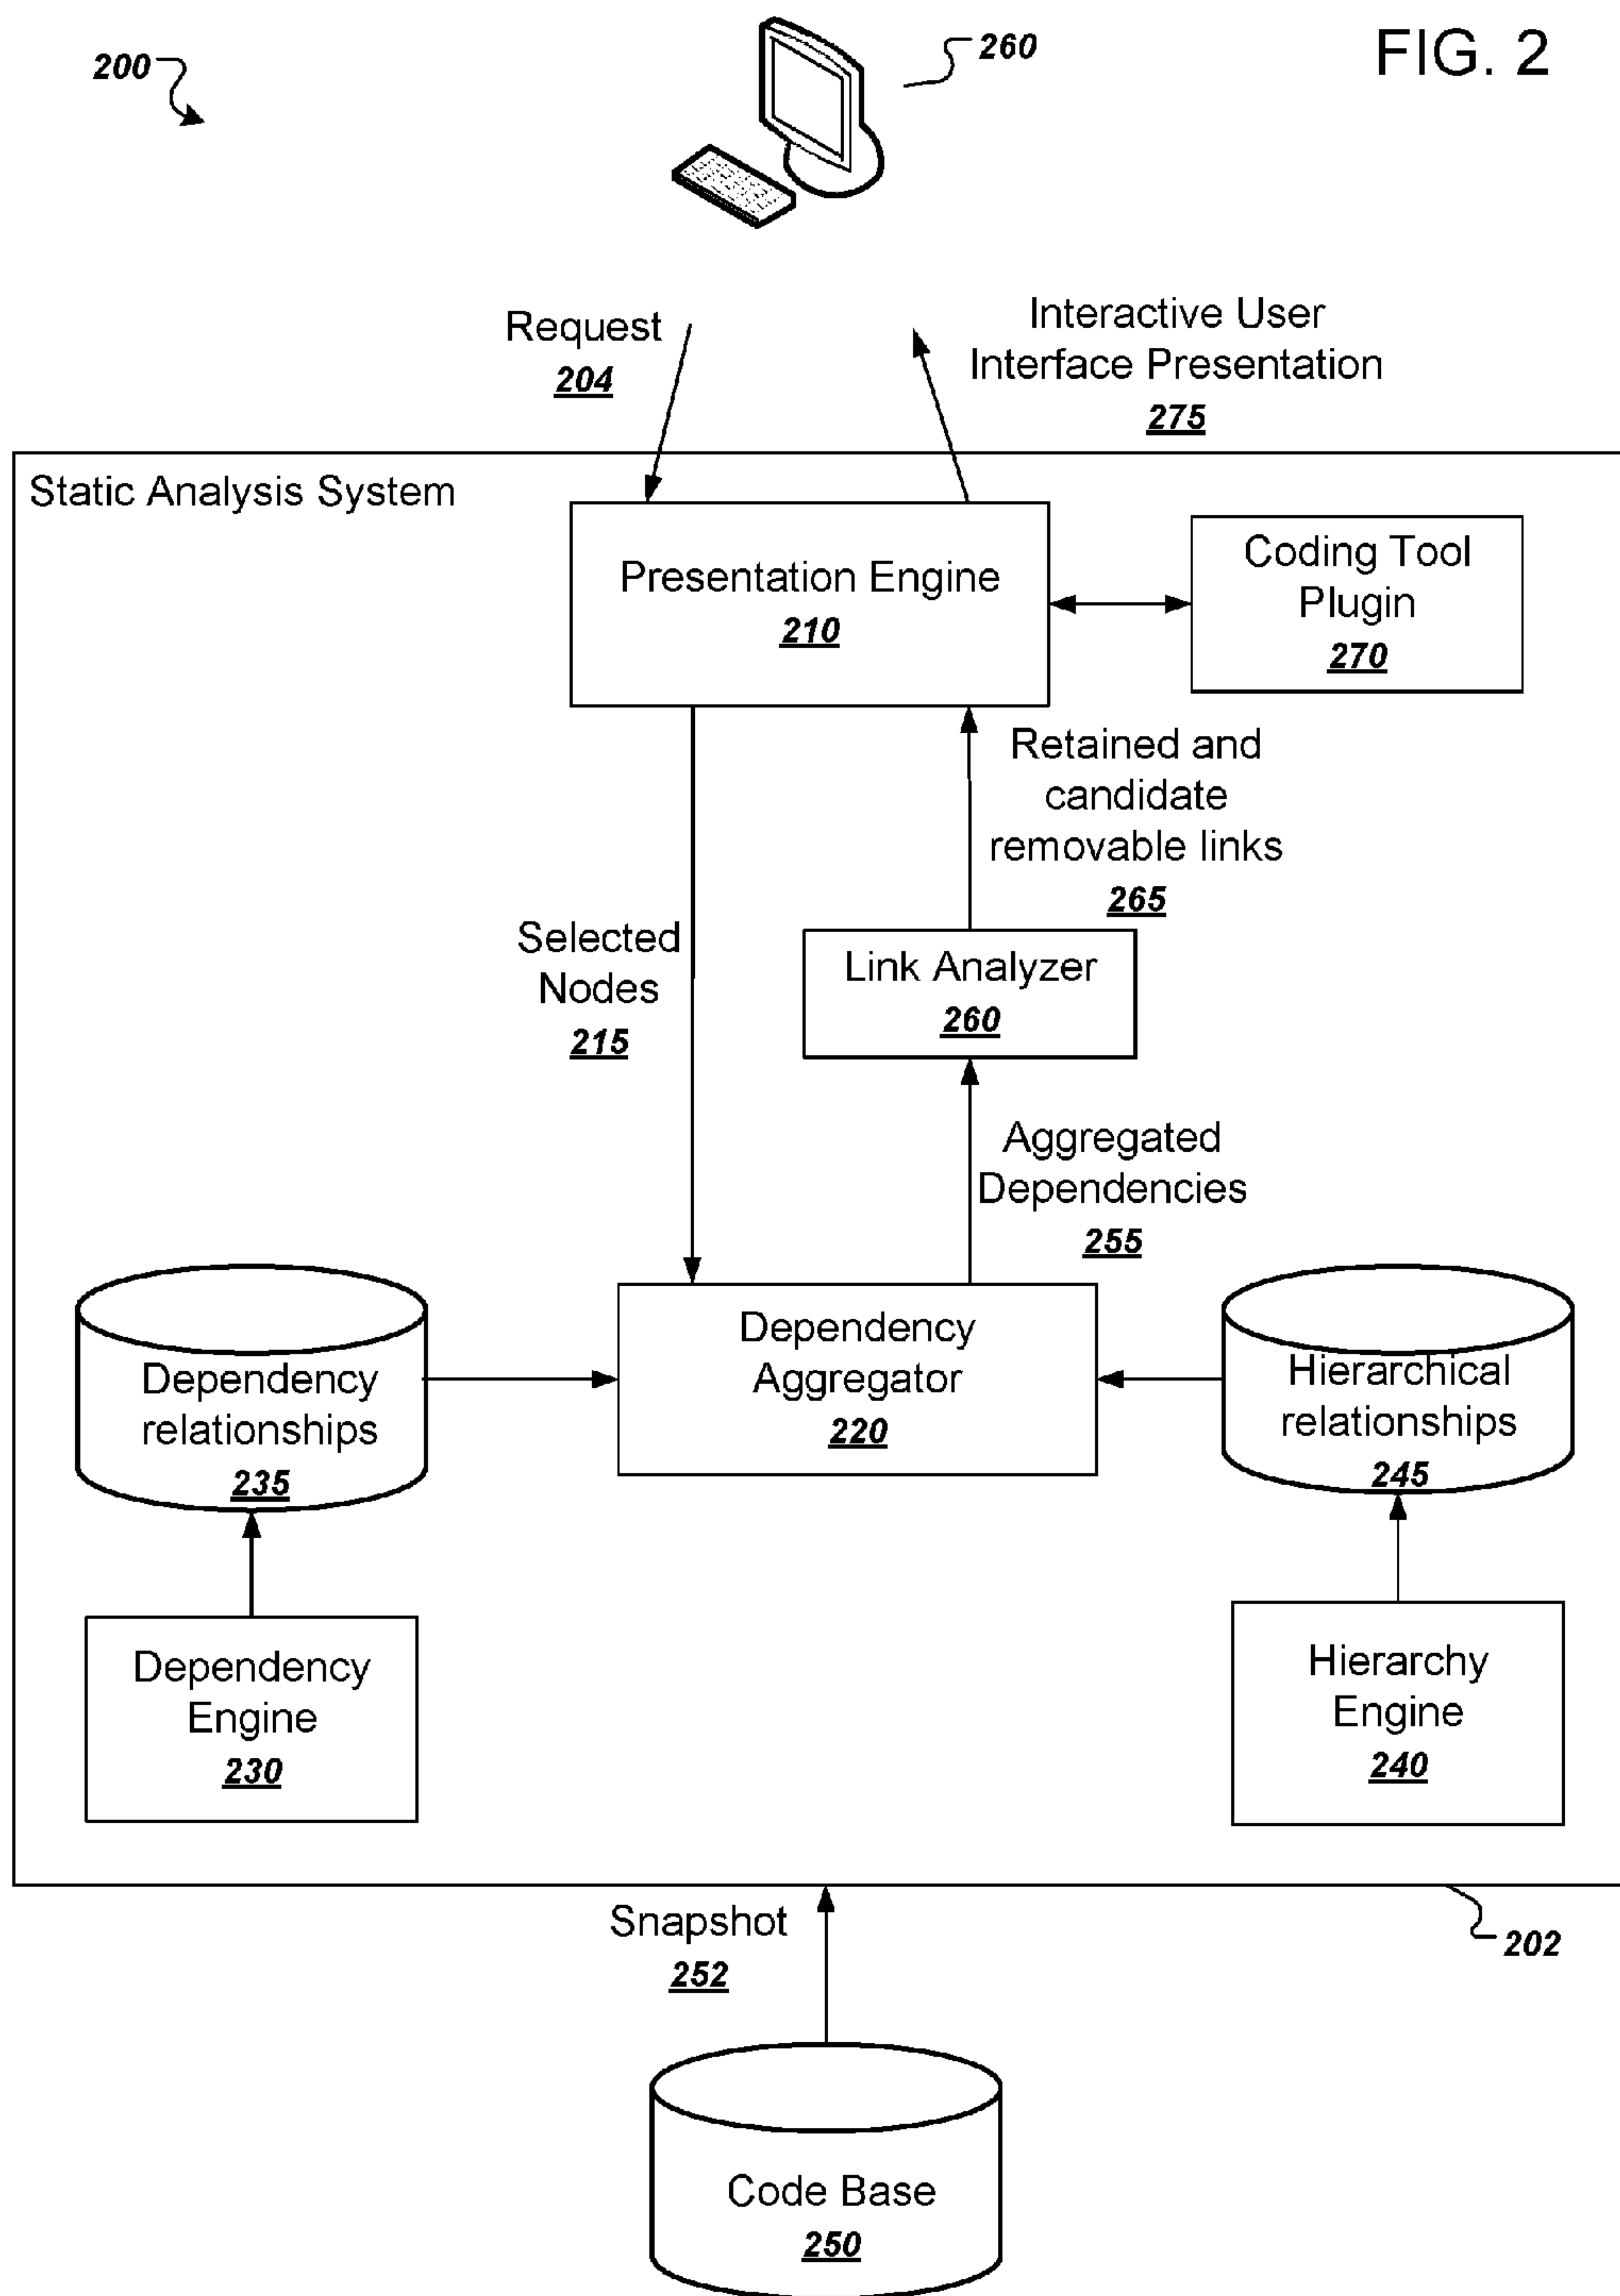 FIG. 2
200
260
Request
204
Interactive User
Interface Presentation
275
Static Analysis System
Presentation Engine
210
Coding Tool
Plugin
270
Retained and
candidate
removable links
265
Selected
Nodes
215
Link Analyzer
260
Aggregated
Dependencies
255
Dependency
relationships
235
Dependency
Aggregator
220
Hierarchical
relationships
245
Dependency
Engine
230
Hierarchy
Engine
240
Snapshot
252
202
Code Base
250